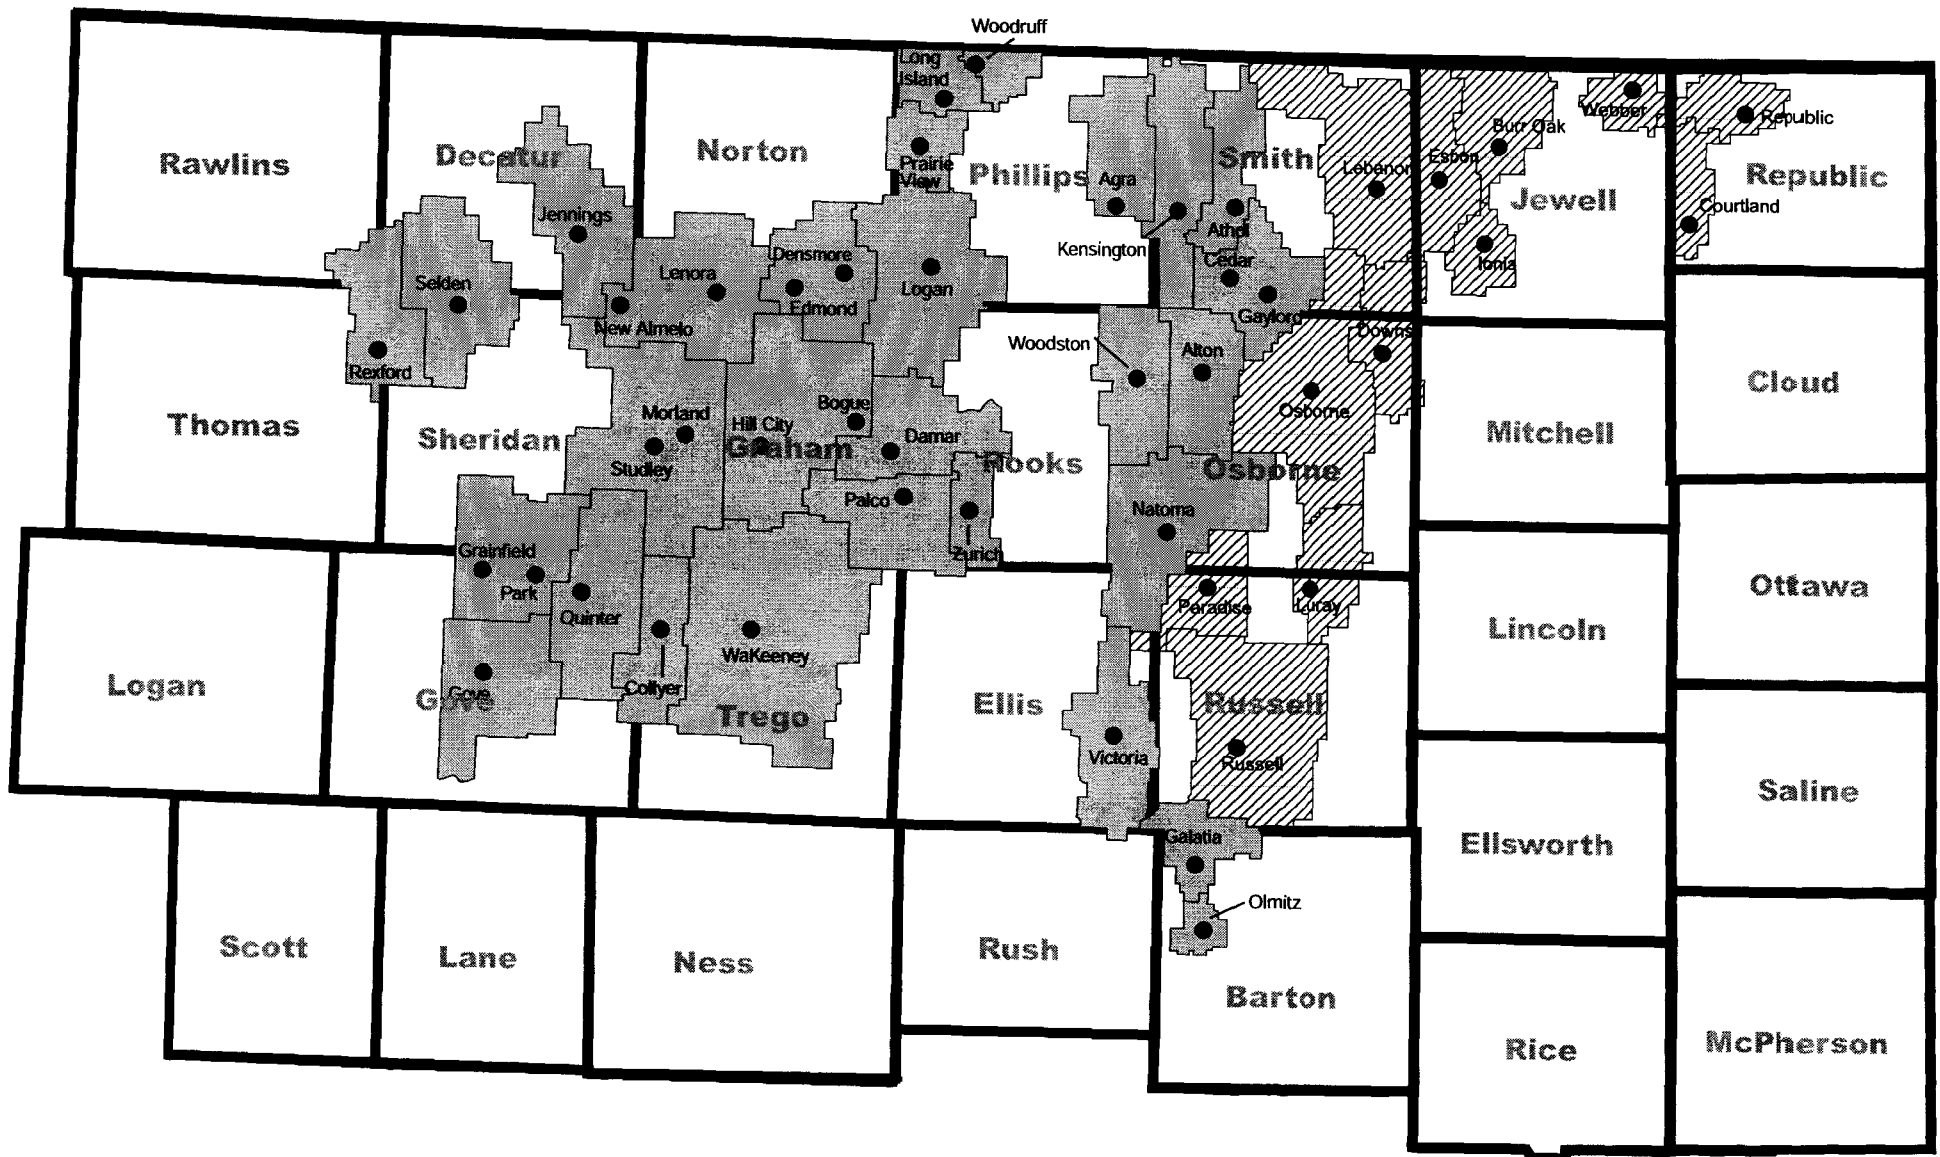 Woodruff
Long
Island
Rawlins
Decatur
Norton
Prairie
View
Phillips
Agra
Smith
Lebanon
Esbon
Burr Oak
Webber
Republic
Republic
Jewell
Courtland
Jennings
Kensington
Athol
Cedar
Ionia
Selden
Lenora
Densmore
Edmond
Logan
New Almelo
Gaylord
Downs
Rexford
Woodston
Alton
Osborne
Cloud
Thomas
Sheridan
Morland
Studley
Hill City
Graham
Bogue
Damar
Rooks
Osborne
Mitchell
Palco
Zurich
Natoma
Grainfield
Park
Quinter
Paradise
Luray
Lincoln
Ottawa
Logan
Gove
Gove
Collyer
WaKeeney
Trego
Ellis
Victoria
Russell
Russell
Saline
Galatia
Ellsworth
Olmitz
Scott
Lane
Ness
Rush
Barton
Rice
McPherson